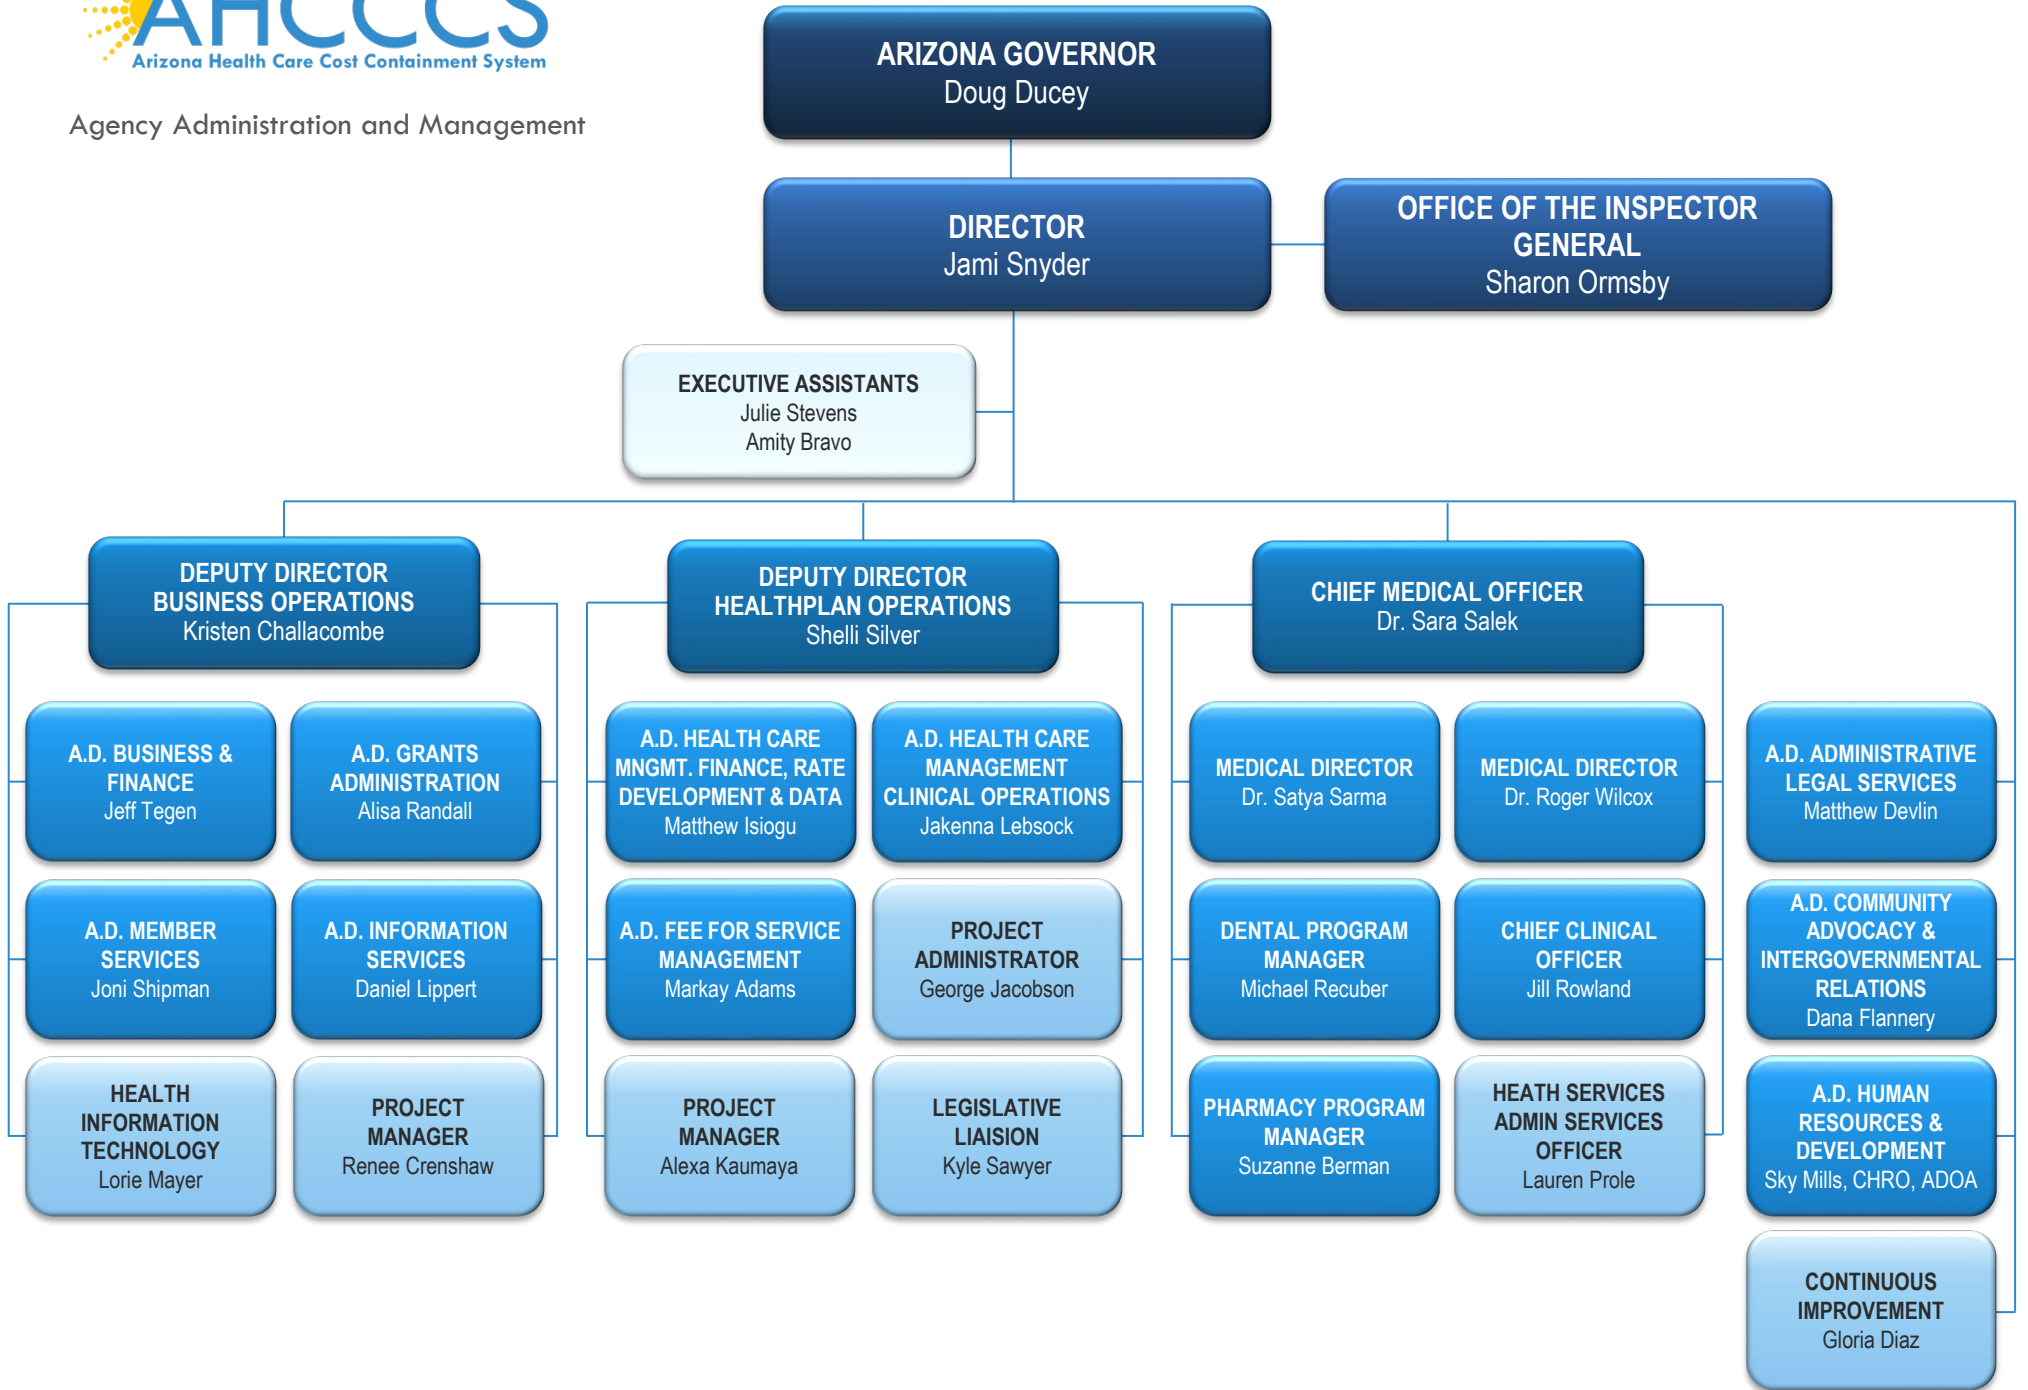 AHCCCS
Arizona Health Care Cost Containment System
Agency Administration and Management
ARIZONA GOVERNOR
Doug Ducey
DIRECTOR
Jami Snyder
OFFICE OF THE INSPECTOR
GENERAL
Sharon Ormsby
EXECUTIVE ASSISTANTS
Julie Stevens
Amity Bravo
DEPUTY DIRECTOR
BUSINESS OPERATIONS
Kristen Challacombe
DEPUTY DIRECTOR
HEALTHPLAN OPERATIONS
Shelli Silver
CHIEF MEDICAL OFFICER
Dr. Sara Salek
A.D. BUSINESS &
FINANCE
Jeff Tegen
A.D. GRANTS
ADMINISTRATION
Alisa Randall
A.D. HEALTH CARE
MNGMT. FINANCE, RATE
DEVELOPMENT & DATA
Matthew Isiogu
A.D. HEALTH CARE
MANAGEMENT
CLINICAL OPERATIONS
Jakenna Lebsock
MEDICAL DIRECTOR
Dr. Satya Sarma
MEDICAL DIRECTOR
Dr. Roger Wilcox
A.D. ADMINISTRATIVE
LEGAL SERVICES
Matthew Devlin
A.D. MEMBER
SERVICES
Joni Shipman
A.D. INFORMATION
SERVICES
Daniel Lippert
A.D. FEE FOR SERVICE
MANAGEMENT
Markay Adams
PROJECT
ADMINISTRATOR
George Jacobson
DENTAL PROGRAM
MANAGER
Michael Recuber
CHIEF CLINICAL
OFFICER
Jill Rowland
A.D. COMMUNITY
ADVOCACY &
INTERGOVERNMENTAL
RELATIONS
Dana Flannery
HEALTH
INFORMATION
TECHNOLOGY
Lorie Mayer
PROJECT
MANAGER
Renee Crenshaw
PROJECT
MANAGER
Alexa Kaumaya
LEGISLATIVE
LIAISION
Kyle Sawyer
PHARMACY PROGRAM
MANAGER
Suzanne Berman
HEATH SERVICES
ADMIN SERVICES
OFFICER
Lauren Prole
A.D. HUMAN
RESOURCES &
DEVELOPMENT
Sky Mills, CHRO, ADOA
CONTINUOUS
IMPROVEMENT
Gloria Diaz